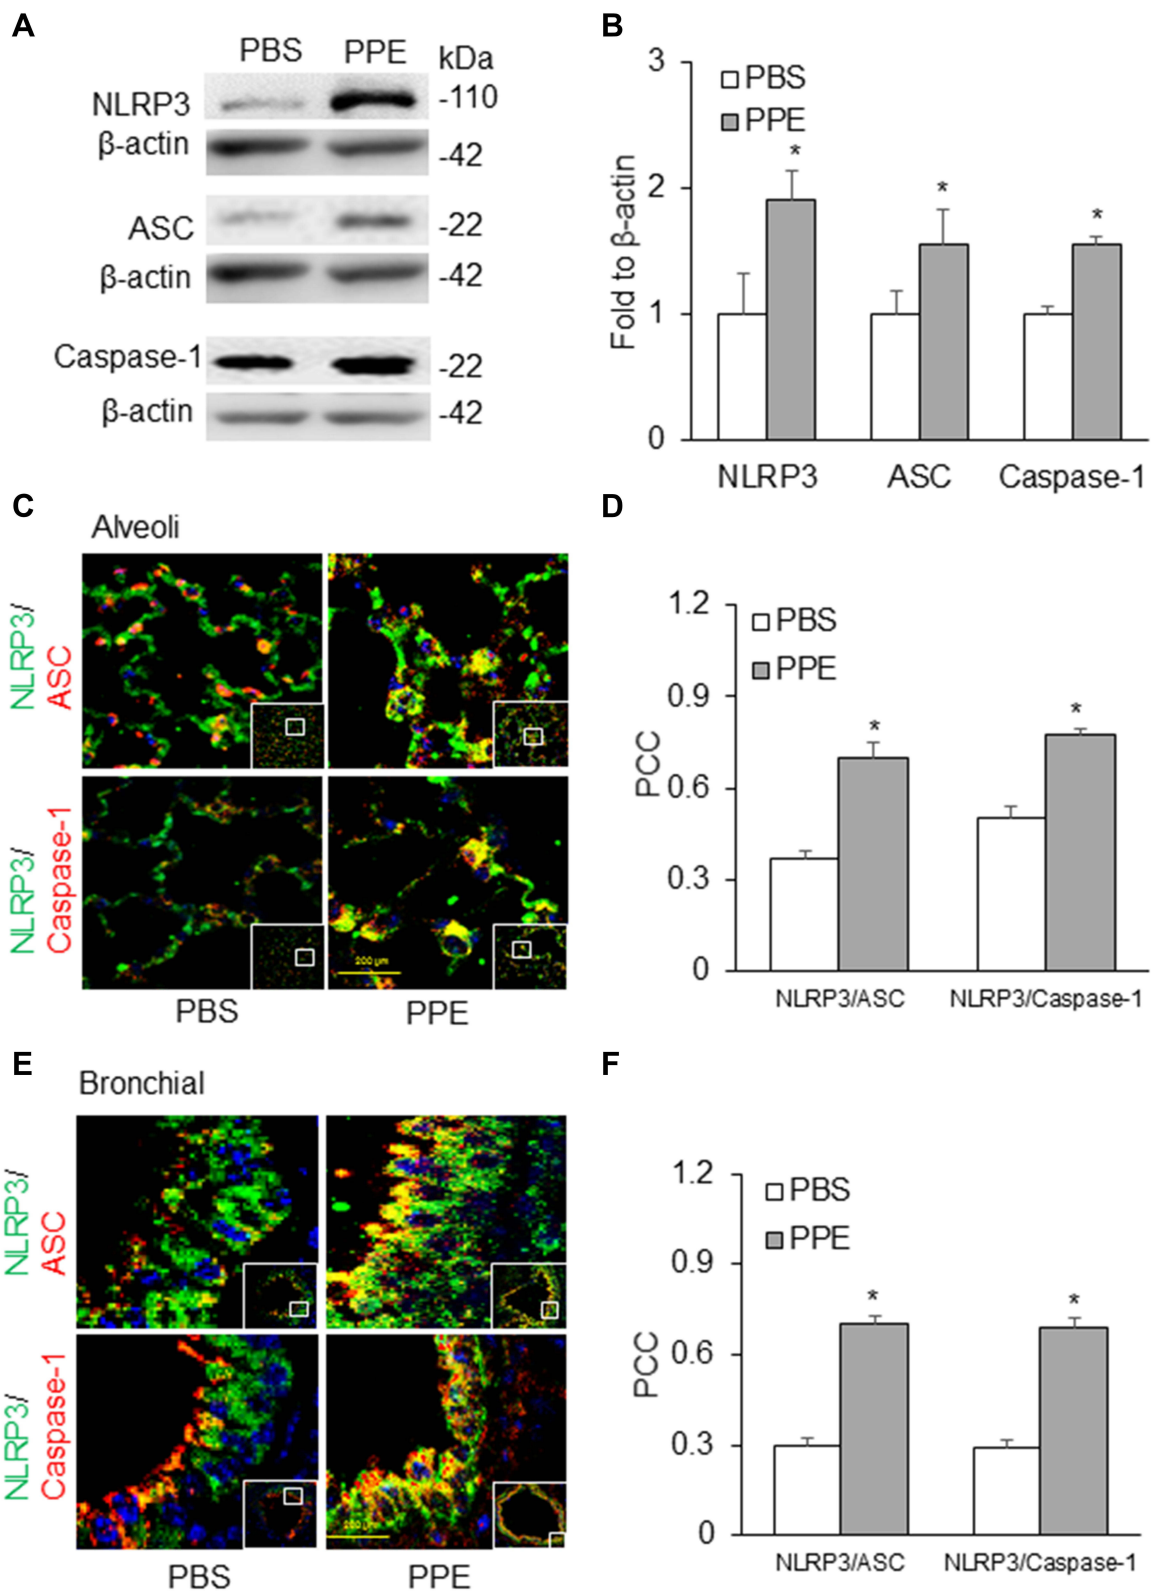 A
PBS PPE kDa
NLRP3 -110
β-actin -42
ASC -22
β-actin -42
Caspase-1 -22
β-actin -42
B
3
2
1
0
Fold to β-actin
PBS
PPE
* * *
NLRP3 ASC Caspase-1
C
Alveoli
NLRP3/
ASC
NLRP3/
Caspase-1
200 µm
PBS PPE
D
1.2
0.9
0.6
0.3
0
PCC
PBS
PPE
* *
NLRP3/ASC NLRP3/Caspase-1
E
Bronchial
NLRP3/
ASC
NLRP3/
Caspase-1
200 µm
PBS PPE
F
1.2
0.9
0.6
0.3
0
PCC
PBS
PPE
* *
NLRP3/ASC NLRP3/Caspase-1